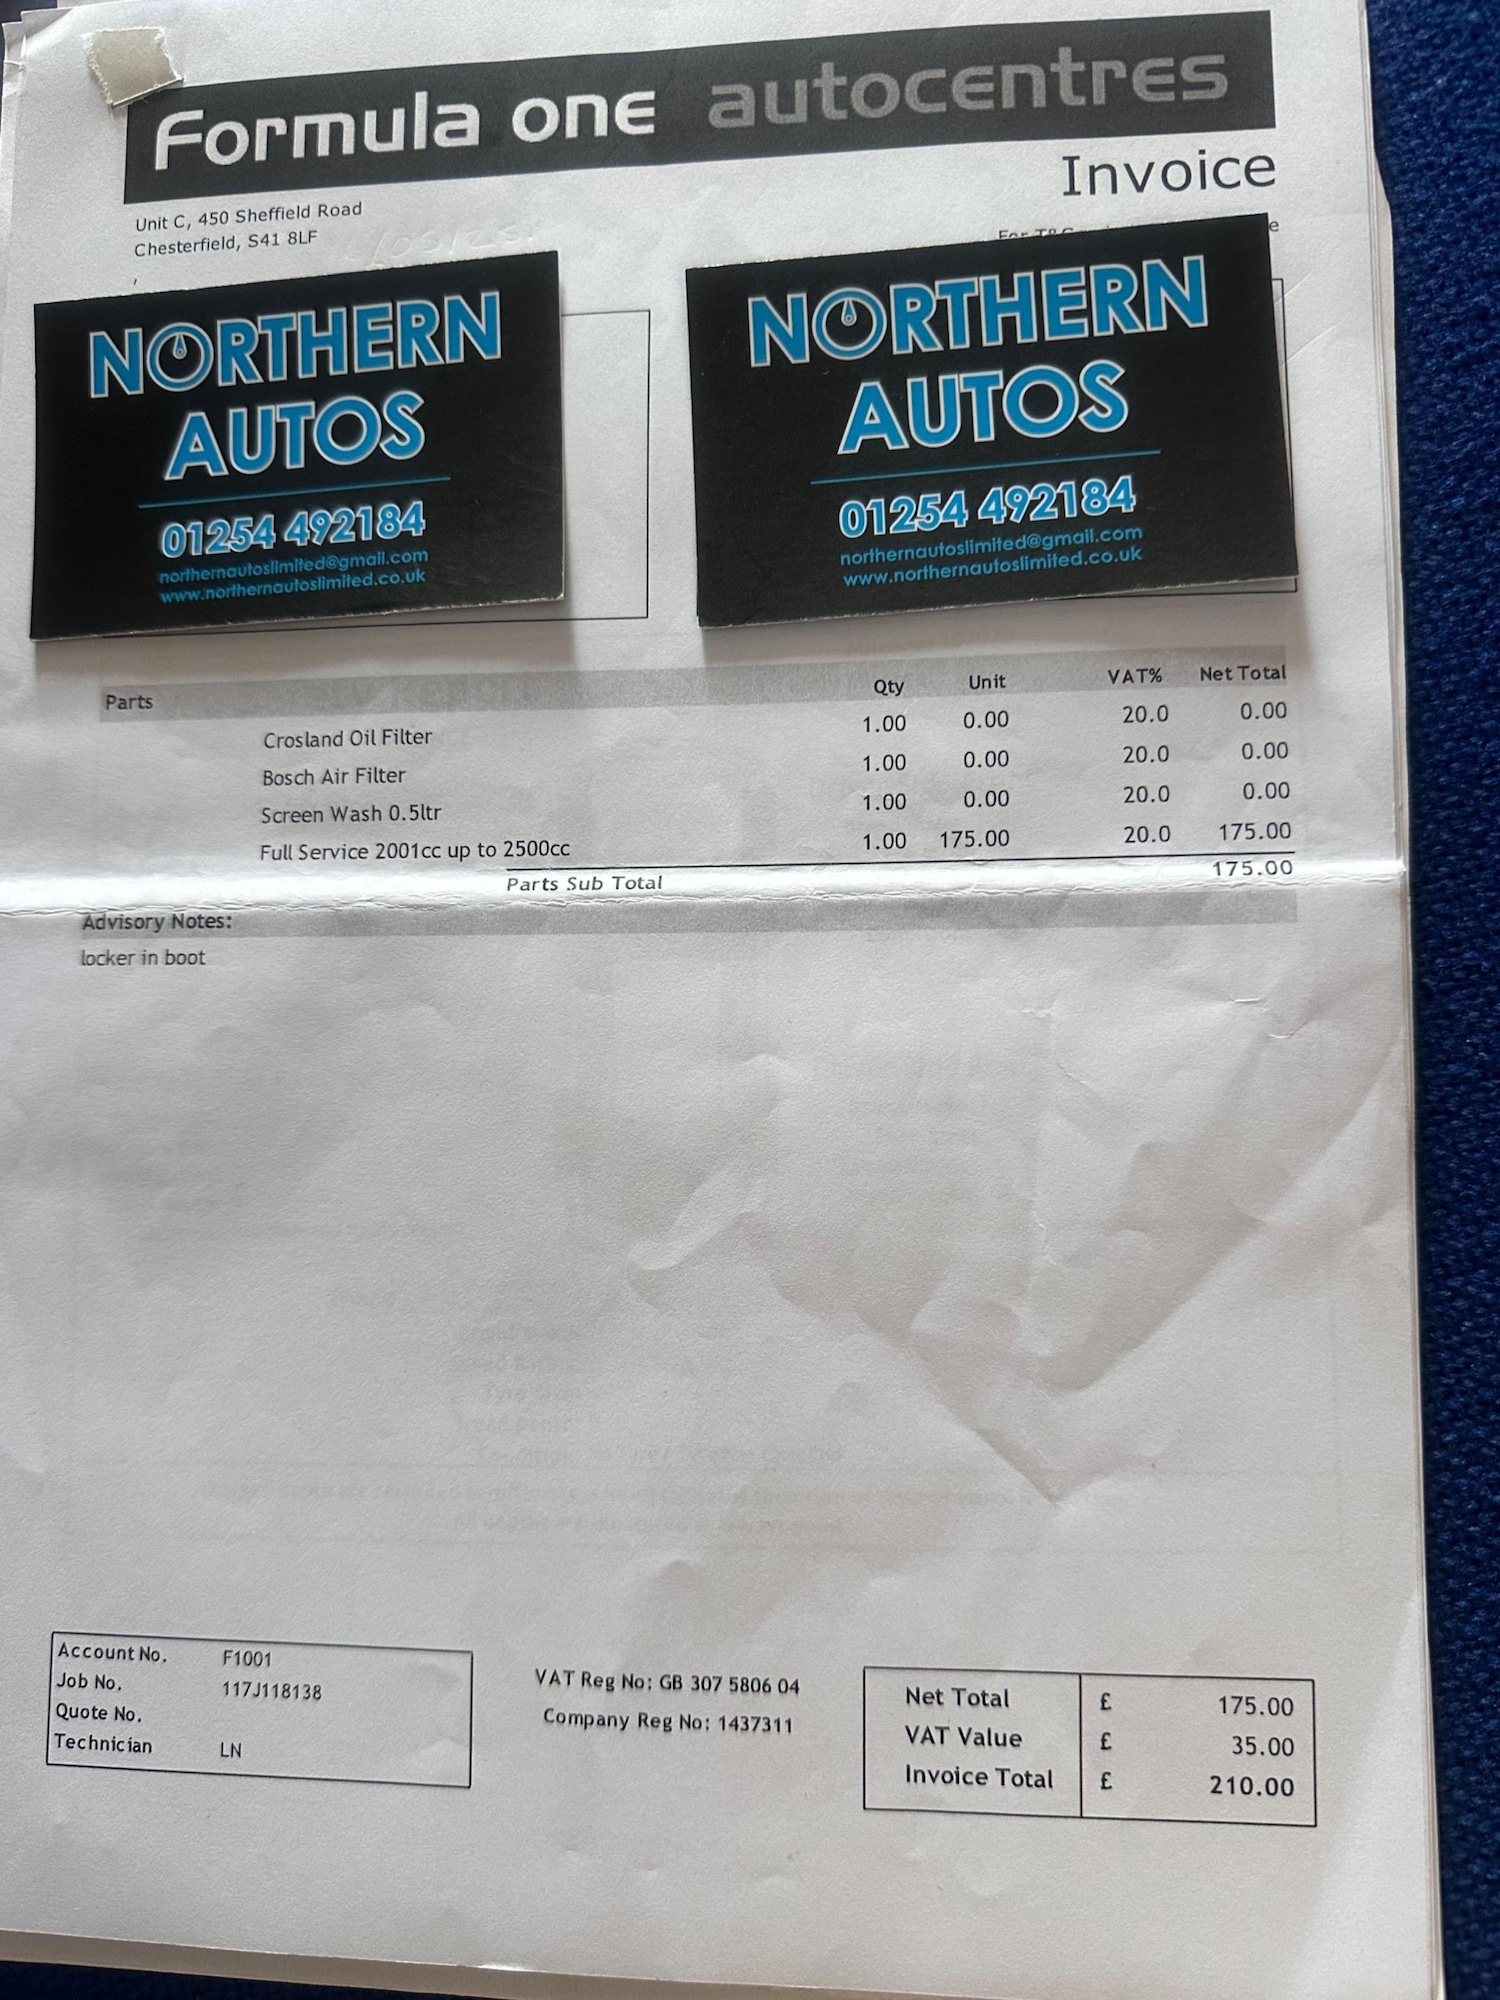 Formula one autocentres
Invoice
Unit C, 450 Sheffield Road
Chesterfield, S41 8LF
,
NORTHERN
AUTOS
01254 492184
northernautoslimited@gmail.com
www.northernautoslimited.co.uk
NORTHERN
AUTOS
01254 492184
northernautoslimited@gmail.com
www.northernautoslimited.co.uk
Parts Qty Unit VAT% Net Total
Crosland Oil Filter 1.00 0.00 20.0 0.00
Bosch Air Filter 1.00 0.00 20.0 0.00
Screen Wash 0.5ltr 1.00 0.00 20.0 0.00
Full Service 2001cc up to 2500cc 1.00 175.00 20.0 175.00
Parts Sub Total 175.00
Advisory Notes:
locker in boot
Account No. F1001
Job No. 117J118138
Quote No.
Technician LN
VAT Reg No: GB 307 5806 04
Company Reg No: 1437311
Net Total £ 175.00
VAT Value £ 35.00
Invoice Total £ 210.00